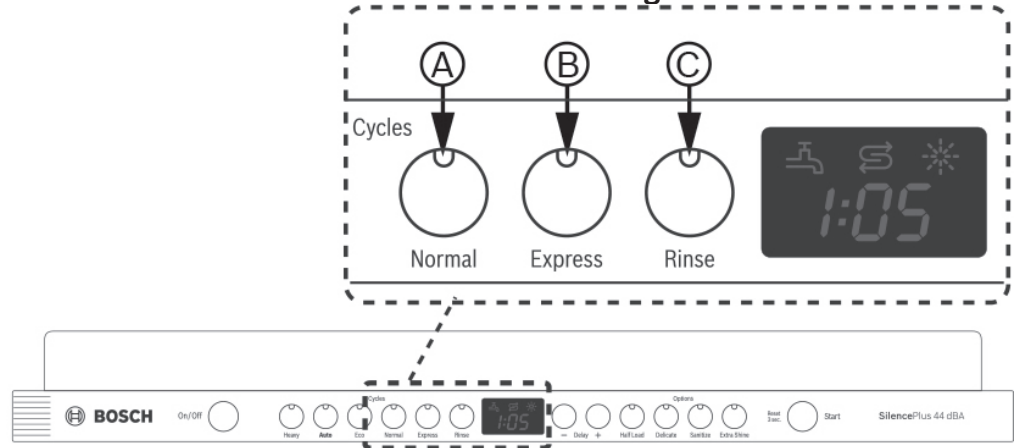 A B C
Cycles
1:05
Normal Express Rinse
BOSCH On/Off Heavy Auto Eco Cycles Normal Express Rinse 1:05 − Delay + Half Load Delicate Sanitize Extra Shine Options Reset 3 sec. Start SilencePlus 44 dBA